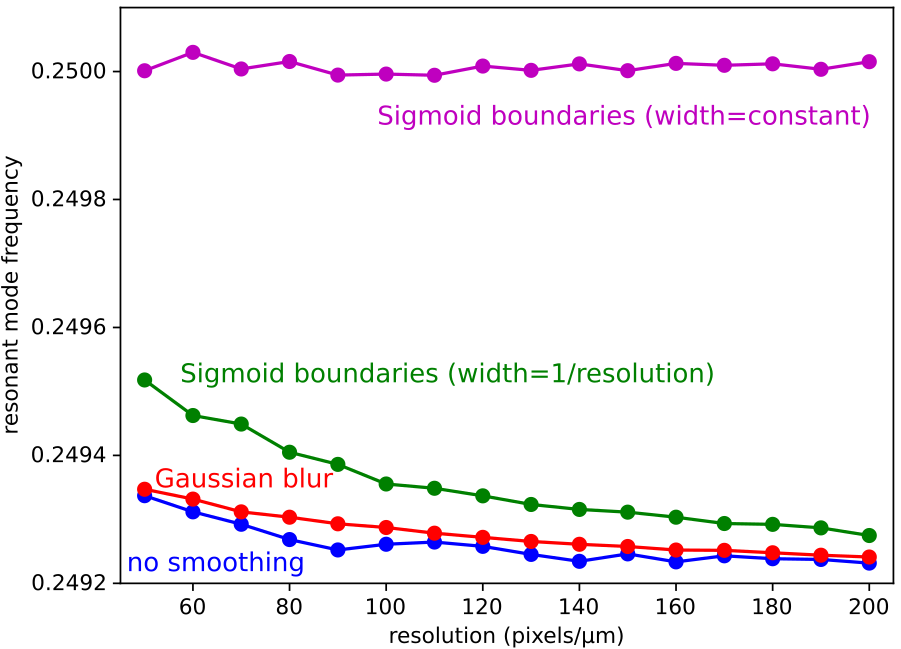 0.2500
0.2498
0.2496
0.2494
0.2492
resonant mode frequency
Sigmoid boundaries (width=constant)
Sigmoid boundaries (width=1/resolution)
Gaussian blur
no smoothing
60 80 100 120 140 160 180 200
resolution (pixels/μm)